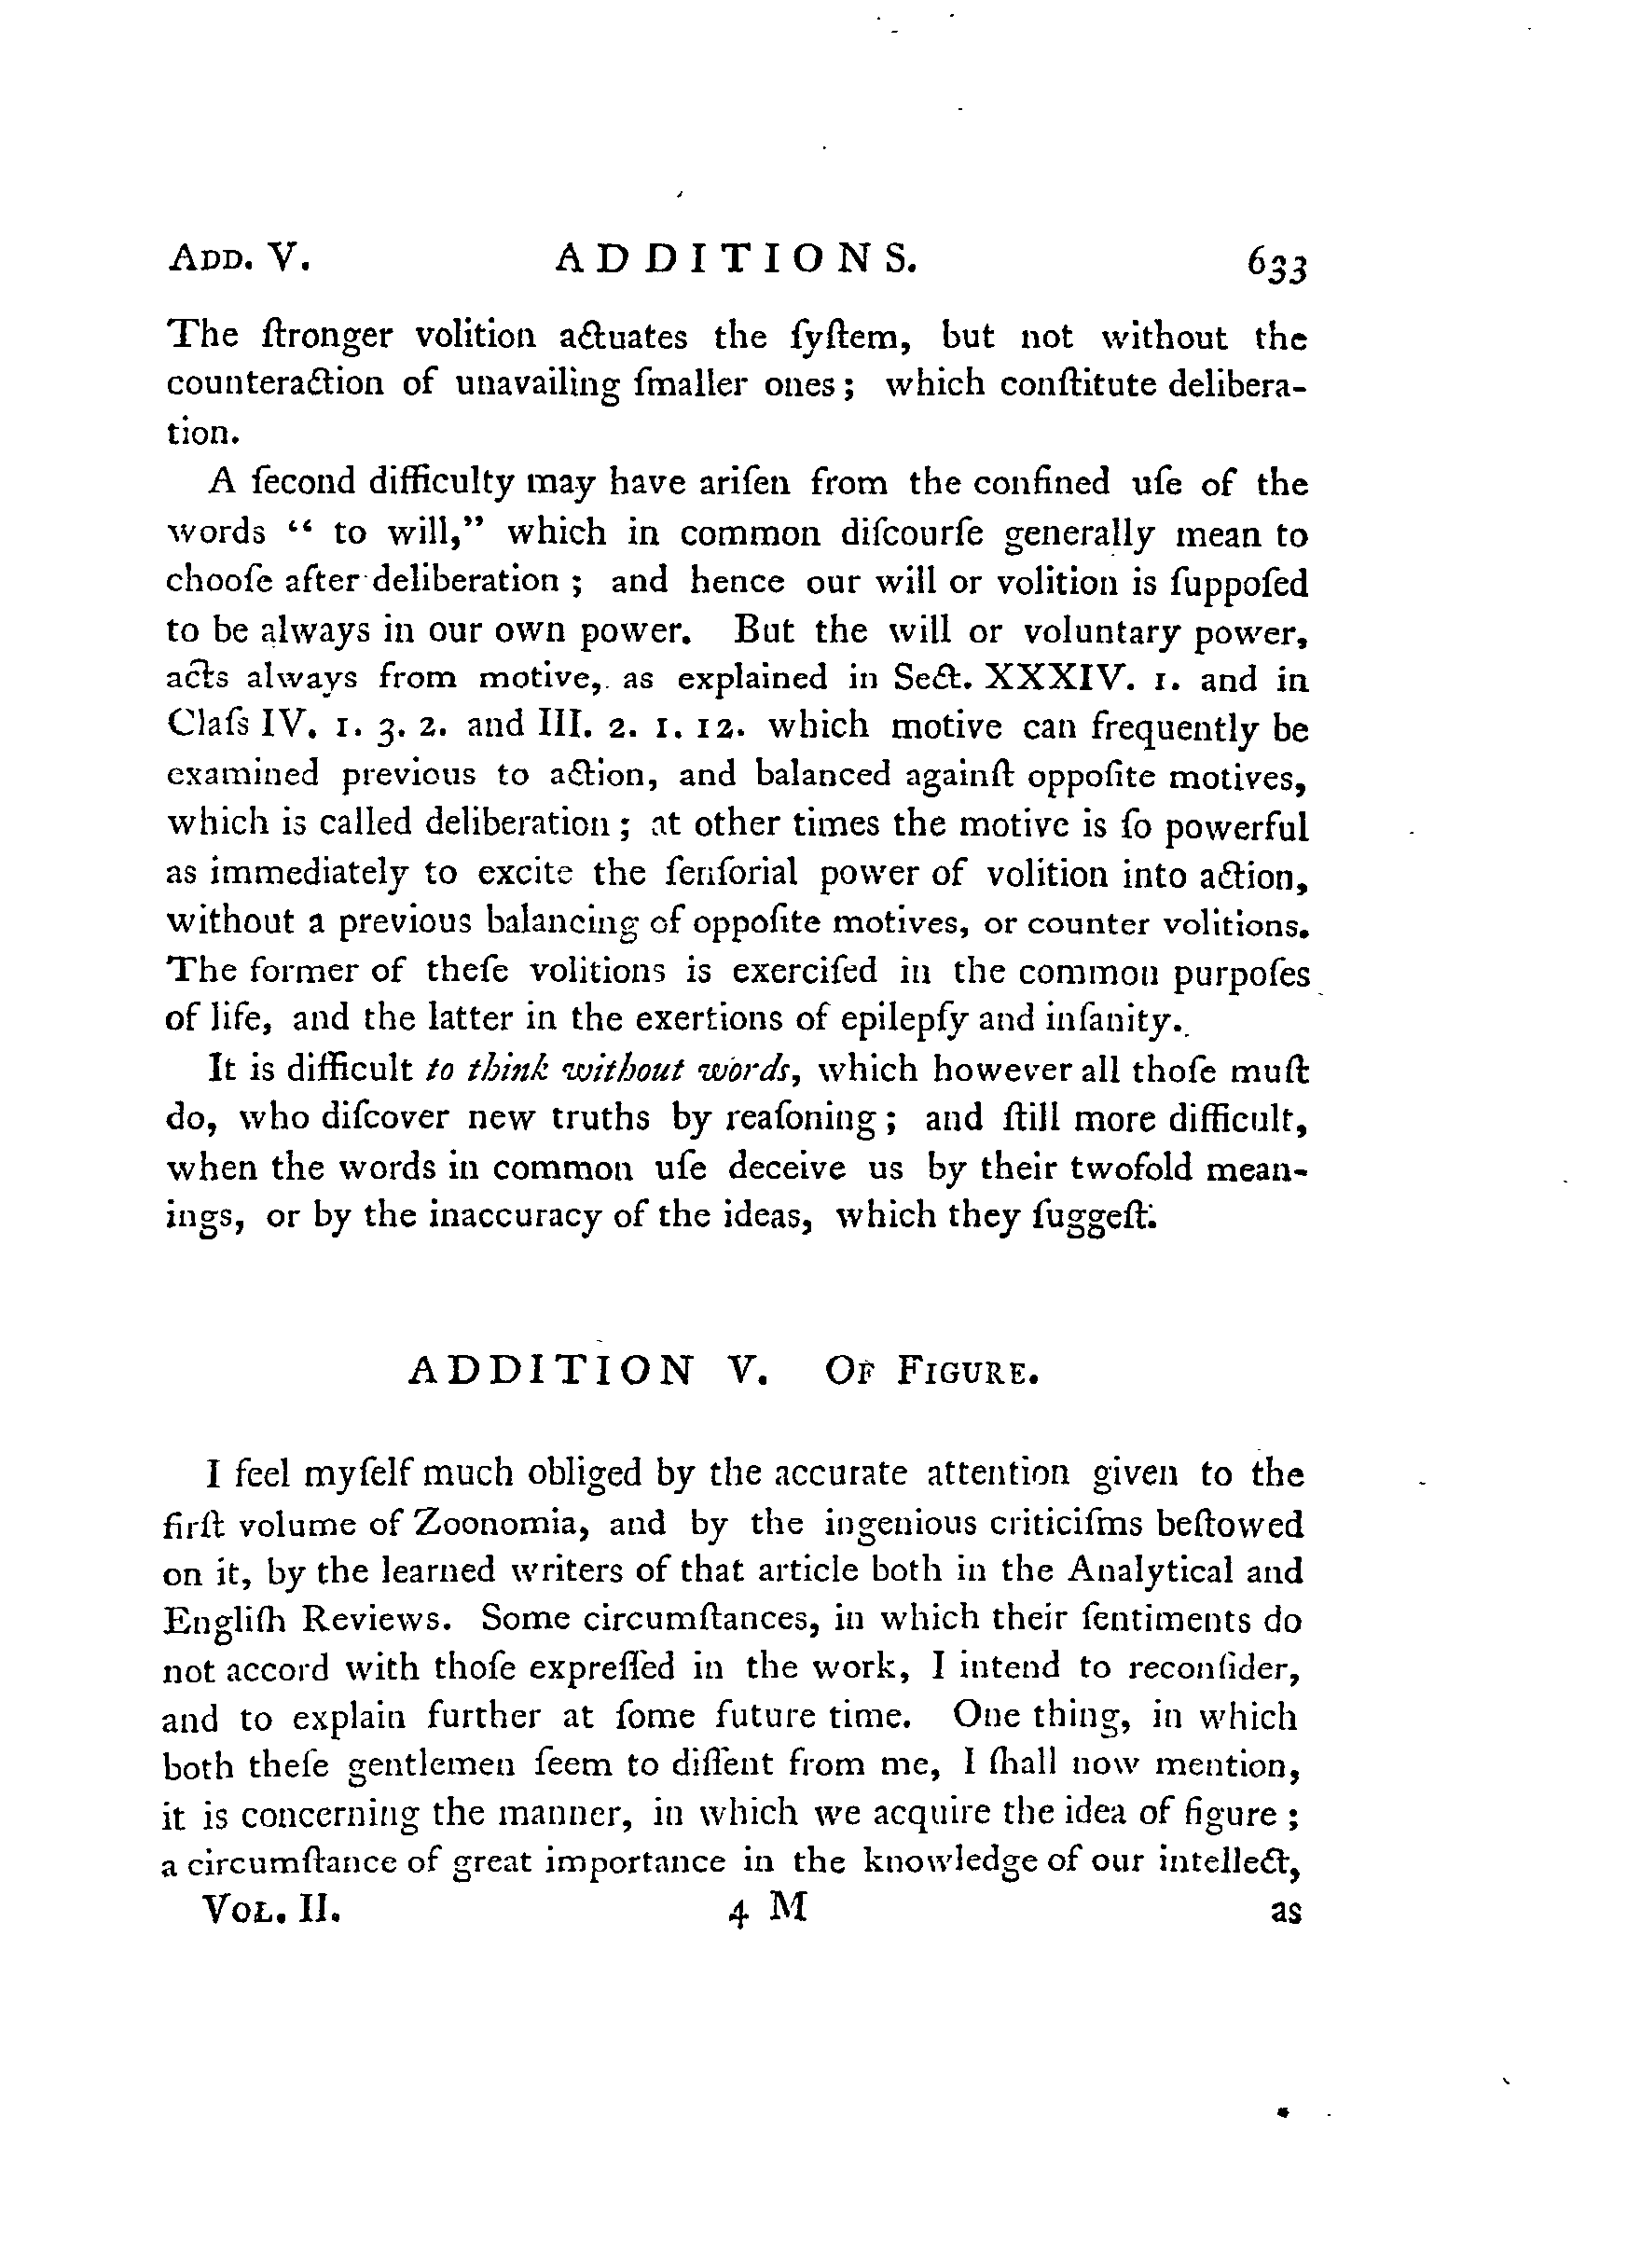 ADD. V. ADDITIONS. 633
The ſtronger volition actuates the ſyſtem, but not without the
counteraction of unavailing ſmaller ones; which conſtitute delibera-
tion.
A ſecond difficulty may have ariſen from the confined uſe of the
words “ to will,” which in common diſcourſe generally mean to
chooſe after deliberation; and hence our will or volition is ſuppoſed
to be always in our own power. But the will or voluntary power,
acts always from motive, as explained in Sect. XXXIV. 1. and in
Claſs IV. 1. 3. 2. and III. 2. 1. 12. which motive can frequently be
examined previous to action, and balanced againſt oppoſite motives,
which is called deliberation; at other times the motive is ſo powerful
as immediately to excite the ſenſorial power of volition into action,
without a previous balancing of oppoſite motives, or counter volitions.
The former of theſe volitions is exerciſed in the common purpoſes
of life, and the latter in the exertions of epilepſy and inſanity.
It is difficult to think without words, which however all thoſe muſt
do, who diſcover new truths by reaſoning; and ſtill more difficult,
when the words in common uſe deceive us by their twofold mean-
ings, or by the inaccuracy of the ideas, which they ſuggeſt.
ADDITION V. OF FIGURE.
I feel myſelf much obliged by the accurate attention given to the
firſt volume of Zoonomia, and by the ingenious criticiſms beſtowed
on it, by the learned writers of that article both in the Analytical and
Engliſh Reviews. Some circumſtances, in which their ſentiments do
not accord with thoſe expreſſed in the work, I intend to reconſider,
and to explain further at ſome future time. One thing, in which
both theſe gentlemen ſeem to diſſent from me, I ſhall now mention,
it is concerning the manner, in which we acquire the idea of figure;
a circumſtance of great importance in the knowledge of our intellect,
VOL. II. 4 M as